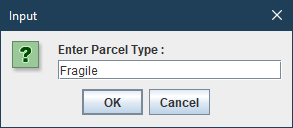 Input
Enter Parcel Type :
Fragile
OK
Cancel